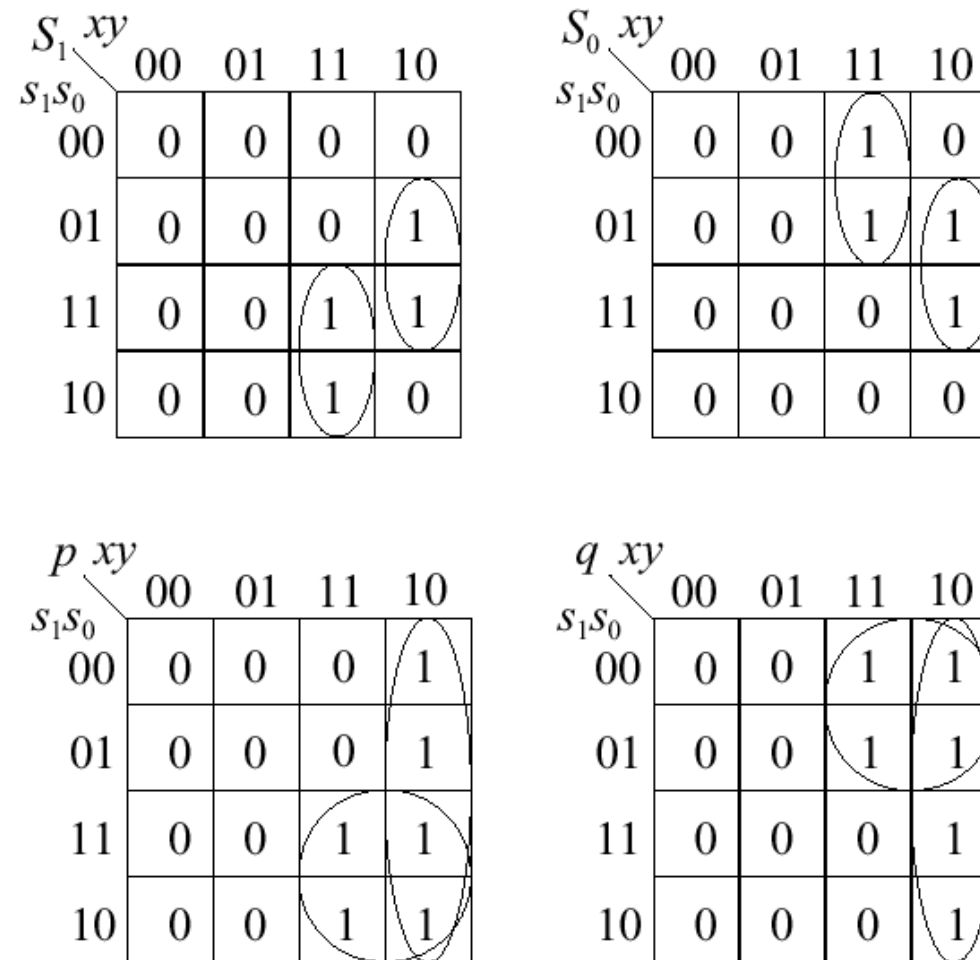 S₁ xy 00 01 11 10
s₁s₀
00 0 0 0 0
01 0 0 0 1
11 0 0 1 1
10 0 0 1 0
S₀ xy 00 01 11 10
s₁s₀
00 0 0 1 0
01 0 0 1 1
11 0 0 0 1
10 0 0 0 0
p xy 00 01 11 10
s₁s₀
00 0 0 0 1
01 0 0 0 1
11 0 0 1 1
10 0 0 1 1
q xy 00 01 11 10
s₁s₀
00 0 0 1 1
01 0 0 1 1
11 0 0 0 1
10 0 0 0 1